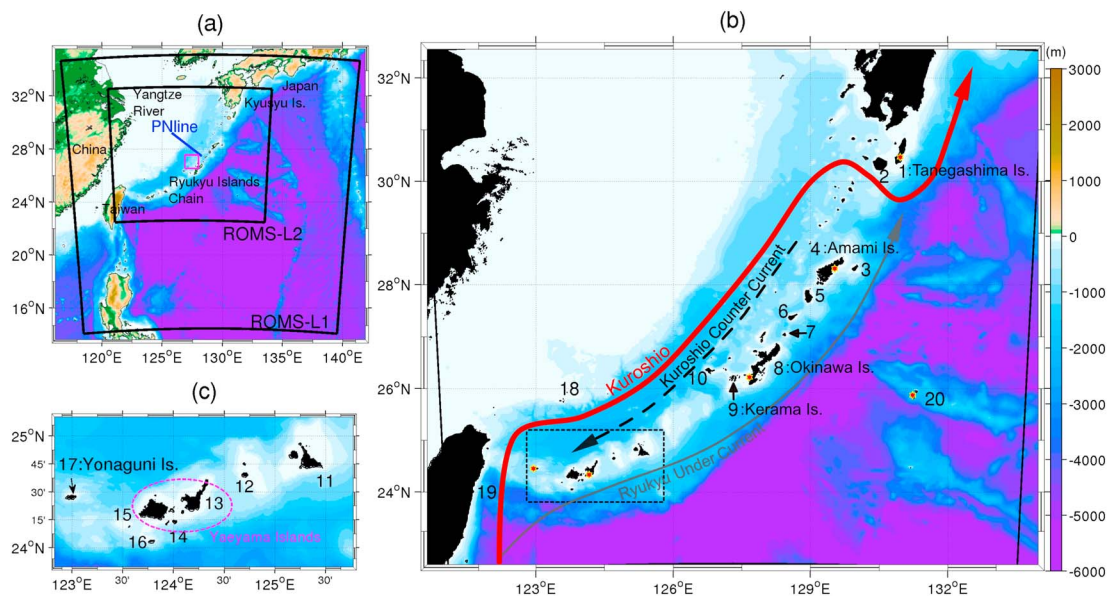 (a)
32°N
28°N
24°N
20°N
16°N
120°E
125°E
130°E
135°E
140°E
Yangtze
River
PNline
China
Japan
Kyusyu Is.
Ryukyu Islands
Chain
Taiwan
ROMS-L2
ROMS-L1
(b)
32°N
30°N
28°N
26°N
24°N
123°E
126°E
129°E
132°E
1:Tanegashima Is.
2
4:Amami Is.
3
5
6
7
8:Okinawa Is.
9:Kerama Is.
10
18
19
20
Kuroshio
Kuroshio Counter Current
Ryukyu Under Current
(m)
3000
2000
1000
0
-1000
-2000
-3000
-4000
-5000
-6000
(c)
25°N
45'
30'
15'
24°N
123°E
30'
124°E
30'
125°E
30'
17:Yonaguni Is.
11
12
13
14
15
16
Yaeyama Islands